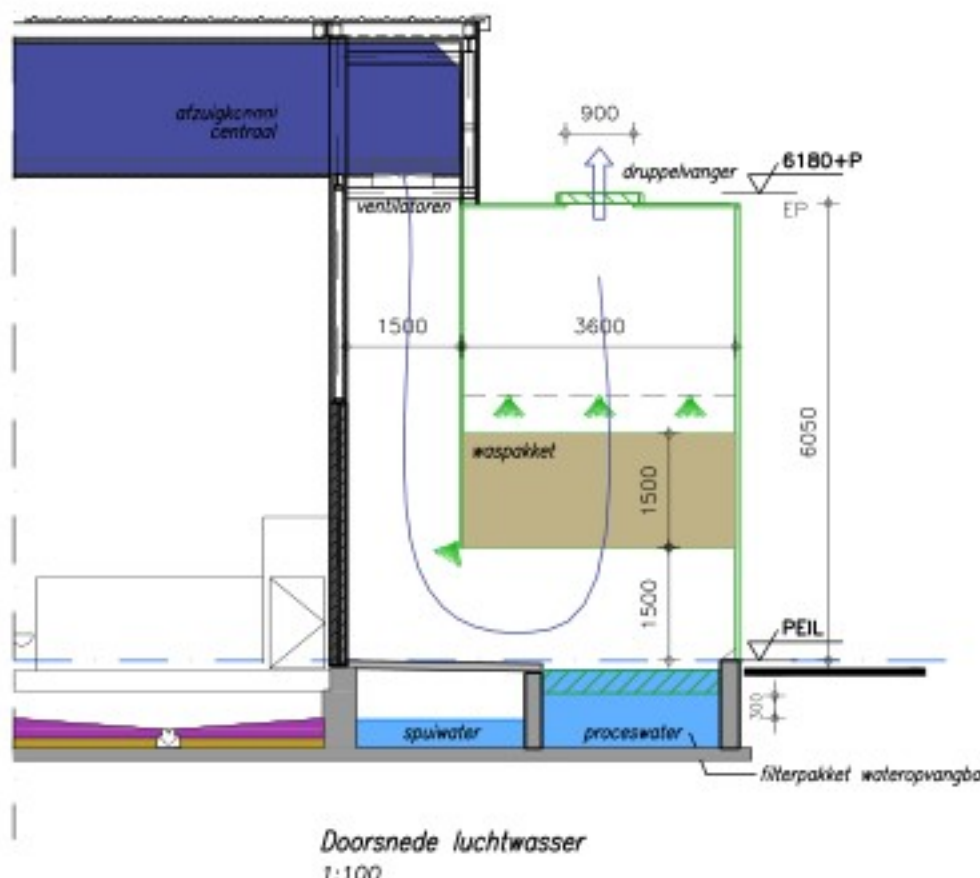 afzuigkanaal
centraal
900
druppelvanger
6180+P
EP
ventilatoren
1500
3600
6050
waspakket
1500
1500
PEIL
300
spuiwater
proceswater
filterpakket wateropvangba
Doorsnede luchtwasser
1:100